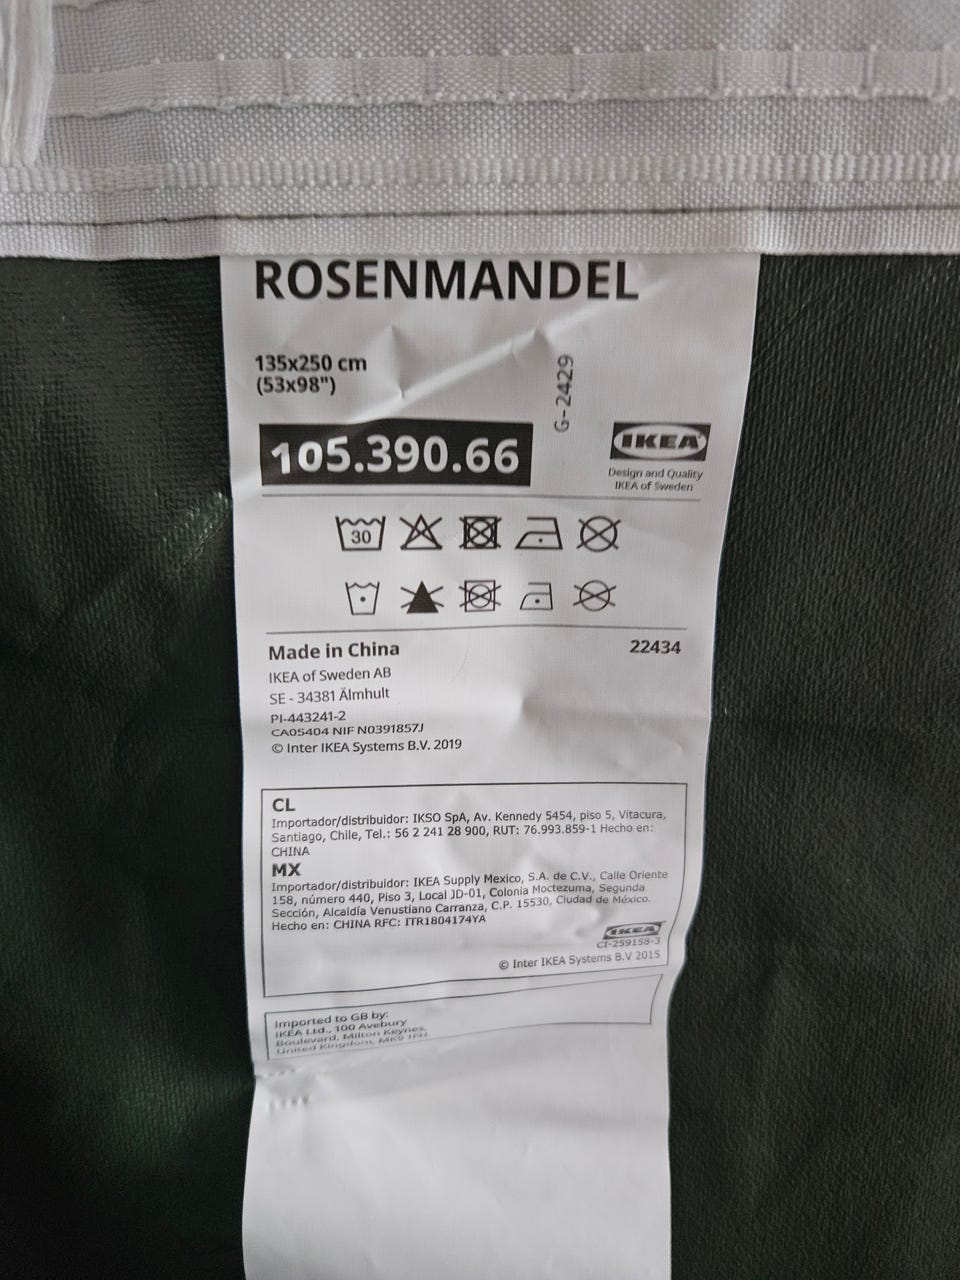 ROSENMANDEL
135x250 cm
(53x98")
G-2429
105.390.66
IKEA
Design and Quality
IKEA of Sweden
30
Made in China
22434
IKEA of Sweden AB
SE - 34381 Älmhult
PI-443241-2
CA05404 NIF N0391857J
© Inter IKEA Systems B.V. 2019
CL
Importador/distribuidor: IKSO SpA, Av. Kennedy 5454, piso 5, Vitacura,
Santiago, Chile, Tel.: 56 2 241 28 900, RUT: 76.993.859-1 Hecho en:
CHINA
MX
Importador/distribuidor: IKEA Supply Mexico, S.A. de C.V., Calle Oriente
158, número 440, Piso 3, Local JD-01, Colonia Moctezuma, Segunda
Sección, Alcaldía Venustiano Carranza, C.P. 15530, Ciudad de México.
Hecho en: CHINA RFC: ITR1804174YA
IKEA
CI-259158-3
© Inter IKEA Systems B.V 2015
Imported to GB by:
IKEA Ltd., 100 Avebury
Boulevard, Milton Keynes,
United Kingdom, MK9